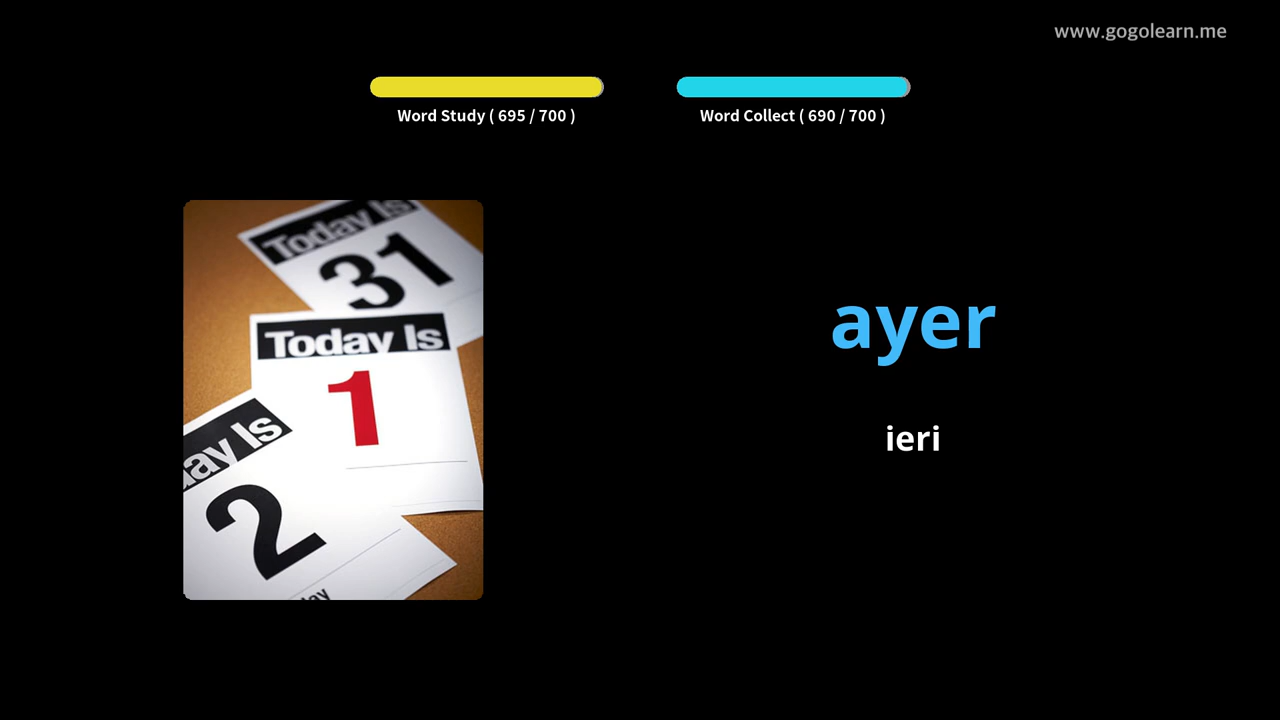 www.gogolearn.me
Word Study ( 695 / 700 )
Word Collect ( 690 / 700 )
Today Is
31
Today Is
1
ay Is
2
ayer
ieri